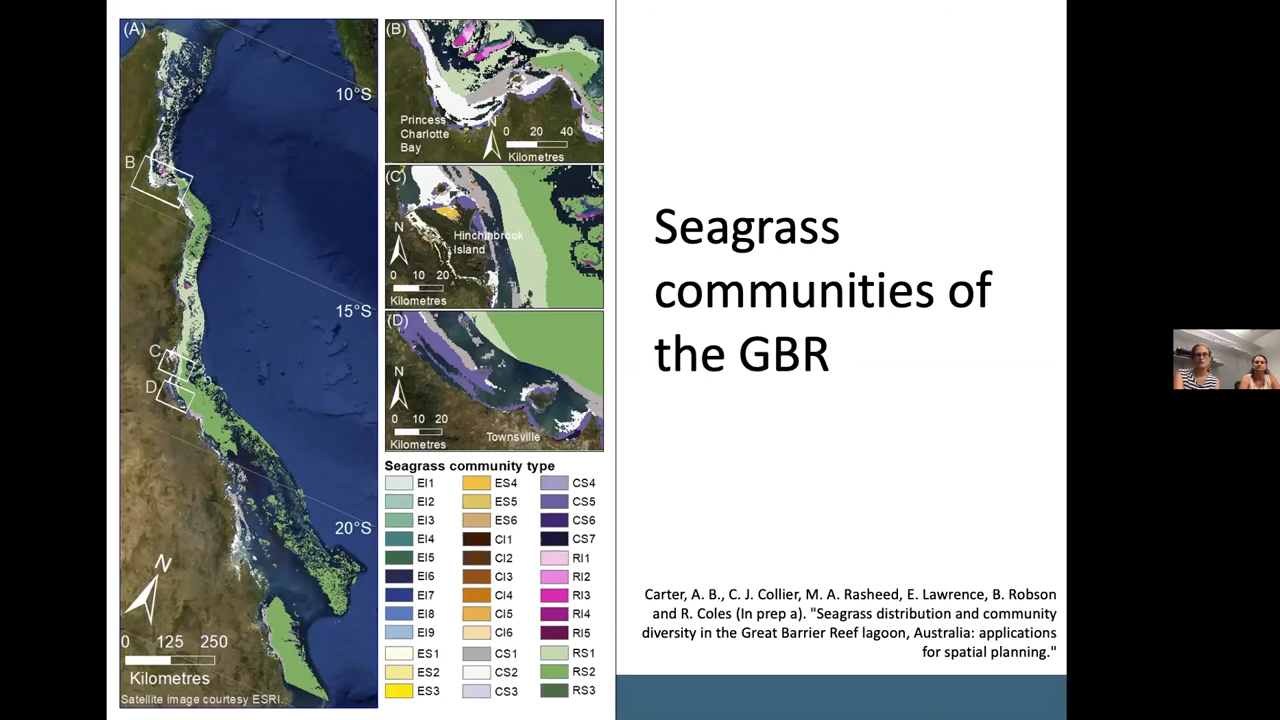 (A)
10°S
B
15°S
C
D
20°S
N
0 125 250
Kilometres
Satellite image courtesy ESRI.
(B)
Princess
Charlotte
Bay
N
0 20 40
Kilometres
(C)
N
Hinchinbrook
Island
0 10 20
Kilometres
(D)
N
0 10 20
Kilometres
Townsville
Seagrass community type
EI1 ES4 CS4
EI2 ES5 CS5
EI3 ES6 CS6
EI4 CI1 CS7
EI5 CI2 RI1
EI6 CI3 RI2
EI7 CI4 RI3
EI8 CI5 RI4
EI9 CI6 RI5
ES1 CS1 RS1
ES2 CS2 RS2
ES3 CS3 RS3
Seagrass
communities of
the GBR
Carter, A. B., C. J. Collier, M. A. Rasheed, E. Lawrence, B. Robson
and R. Coles (In prep a). "Seagrass distribution and community
diversity in the Great Barrier Reef lagoon, Australia: applications
for spatial planning."